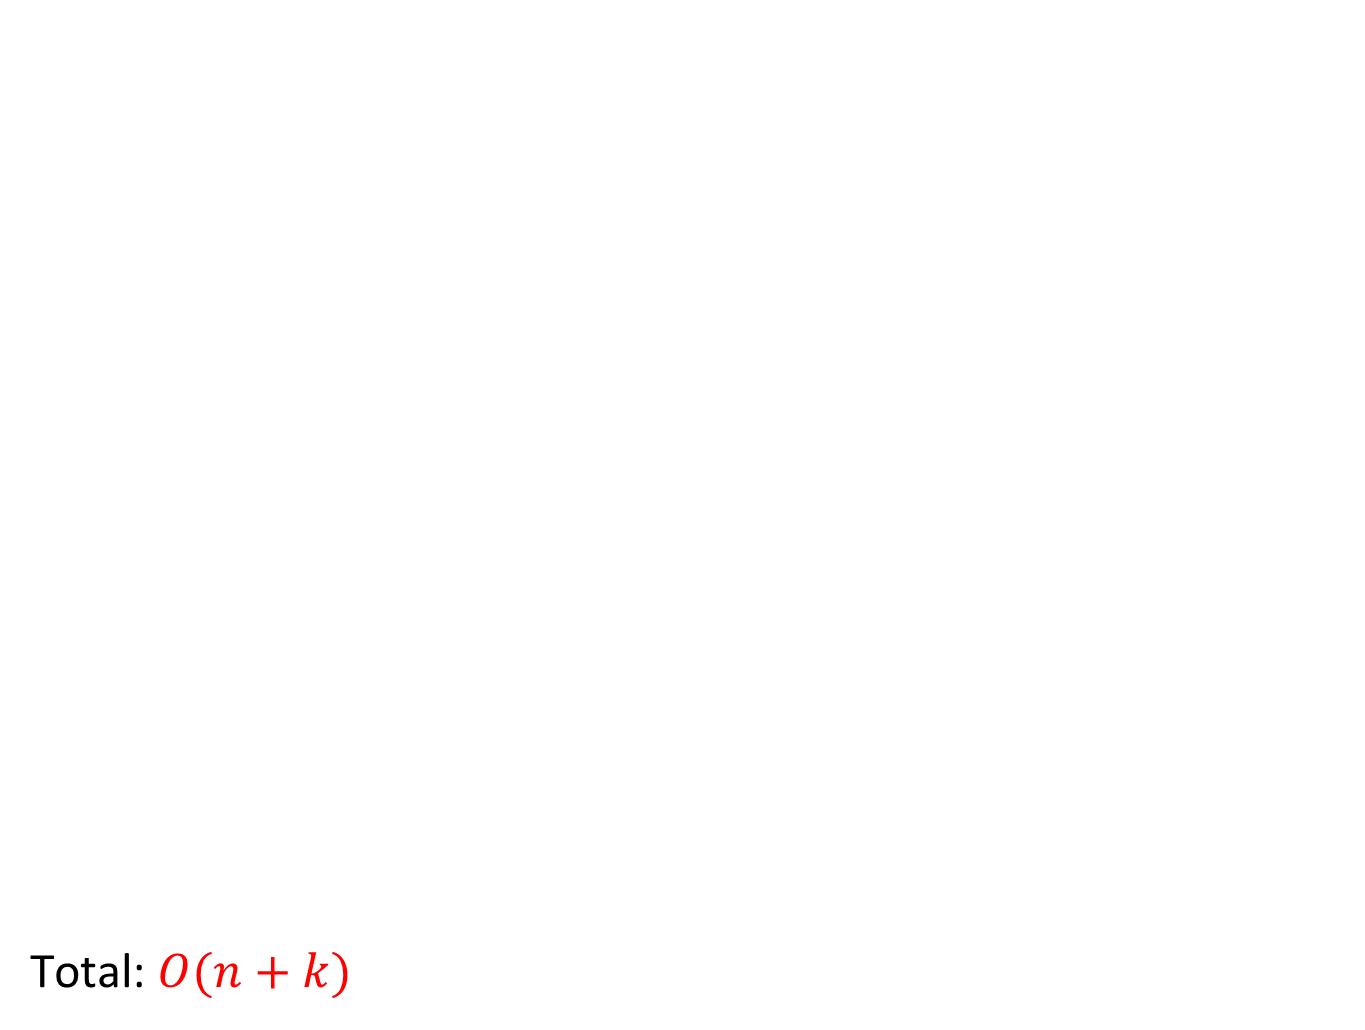 Total: O(n + k)